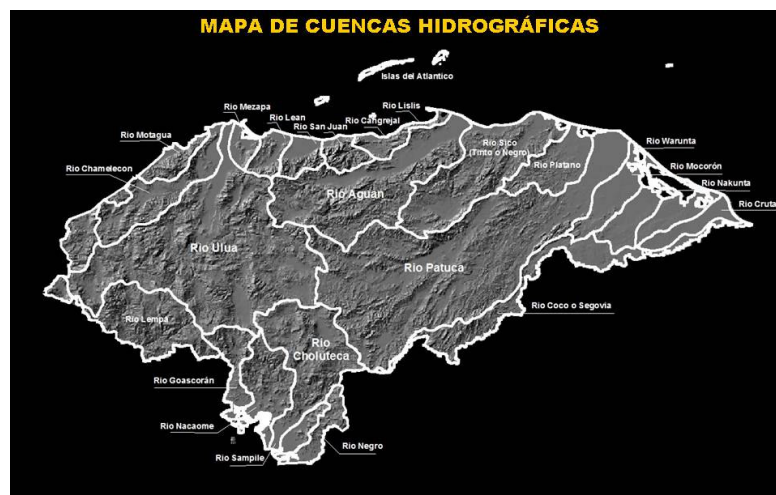 MAPA DE CUENCAS HIDROGRÁFICAS
Islas del Atlantico
Rio Mezapa
Rio Lean
Rio San Juan
Rio Cangrejal
Rio Lislis
Rio Motagua
Rio Chamelecon
Rio Sico
(Tinto o Negro)
Rio Platano
Rio Warunta
Rio Mocorón
Rio Nakunta
Rio Cruta
Rio Aguan
Rio Ulua
Rio Patuca
Rio Coco o Segovia
Rio Lempa
Rio
Choluteca
Rio Goascorán
Rio Nacaome
Rio Sampile
Rio Negro